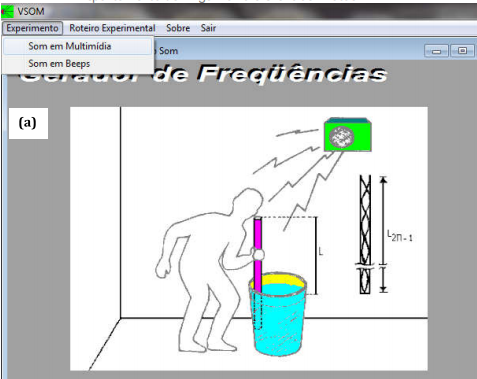 VSOM
Experimento Roteiro Experimental Sobre Sair
Som em Multimídia
Som
Som em Beeps
Gerador de Freqüências
(a)
L
L2n-1